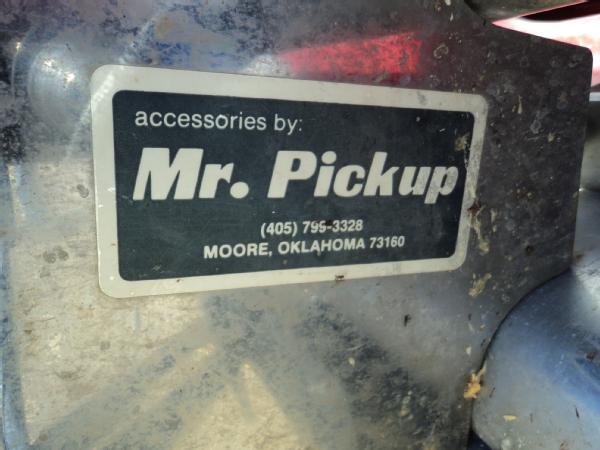 accessories by:
Mr. Pickup
(405) 799-3328
MOORE, OKLAHOMA 73160